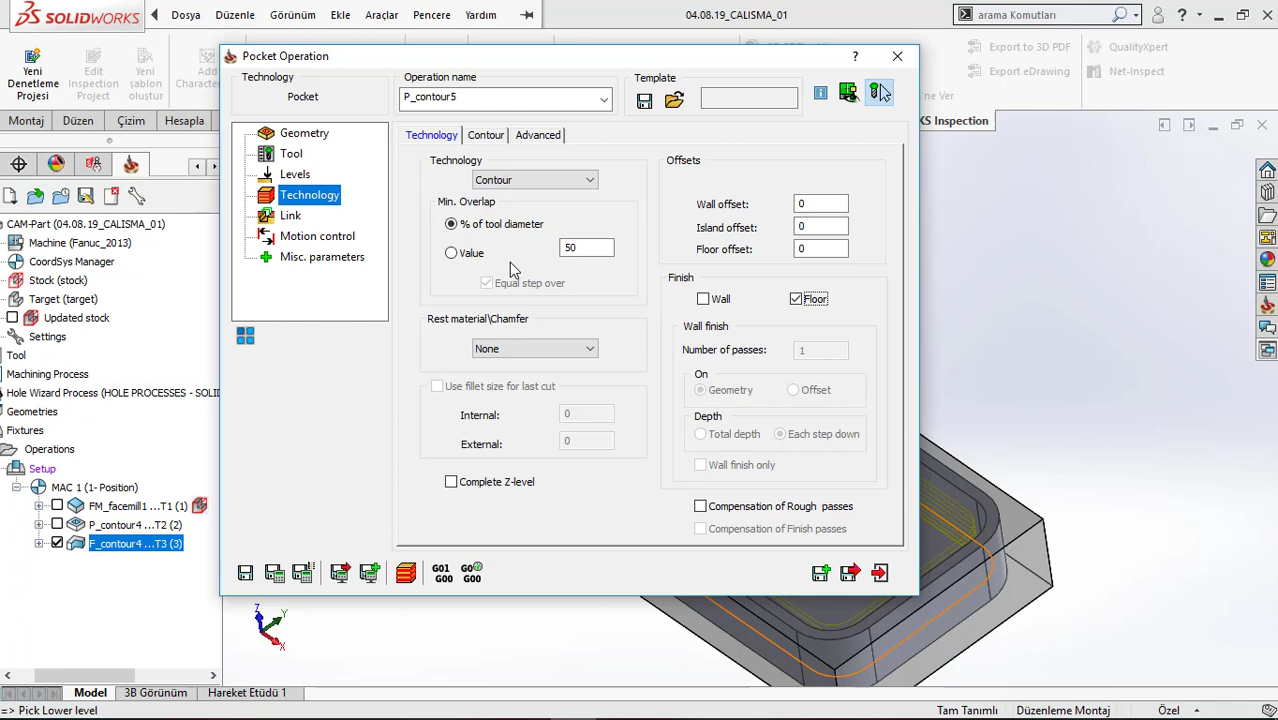 SOLIDWORKS
Dosya Düzenle Görünüm Ekle Araçlar Pencere Yardım
04.08.19_CALISMA_01
arama Komutları
?
Yeni
Denetleme
Projesi
Edit
Inspection
Project
Yeni
şablon
oluştur
Add
Export to 3D PDF
Export eDrawing
QualityXpert
Net-Inspect
Montaj Düzen Çizim Hesapla
KS Inspection
Pocket Operation
?
Technology
Pocket
Operation name
P_contour5
Template
CAM-Part (04.08.19_CALISMA_01)
Machine (Fanuc_2013)
CoordSys Manager
Stock (stock)
Target (target)
Updated stock
Settings
Tool
Machining Process
Hole Wizard Process (HOLE PROCESSES - SOLID
Geometries
Fixtures
Operations
Setup
MAC 1 (1- Position)
FM_facemill1 ...T1 (1)
P_contour4 ...T2 (2)
F_contour4 ...T3 (3)
Geometry
Tool
Levels
Technology
Link
Motion control
Misc. parameters
Technology Contour Advanced
Technology
Contour
Min. Overlap
% of tool diameter
Value
50
Equal step over
Rest material\Chamfer
None
Use fillet size for last cut
Internal: 0
External: 0
Complete Z-level
Offsets
Wall offset: 0
Island offset: 0
Floor offset: 0
Finish
Wall Floor
Wall finish
Number of passes: 1
On
Geometry Offset
Depth
Total depth Each step down
Wall finish only
Compensation of Rough passes
Compensation of Finish passes
G01
G00
G0
G00
Z
Y
X
Model 3B Görünüm Hareket Etüdü 1
=> Pick Lower level
Tam Tanımlı Düzenleme Montaj Özel